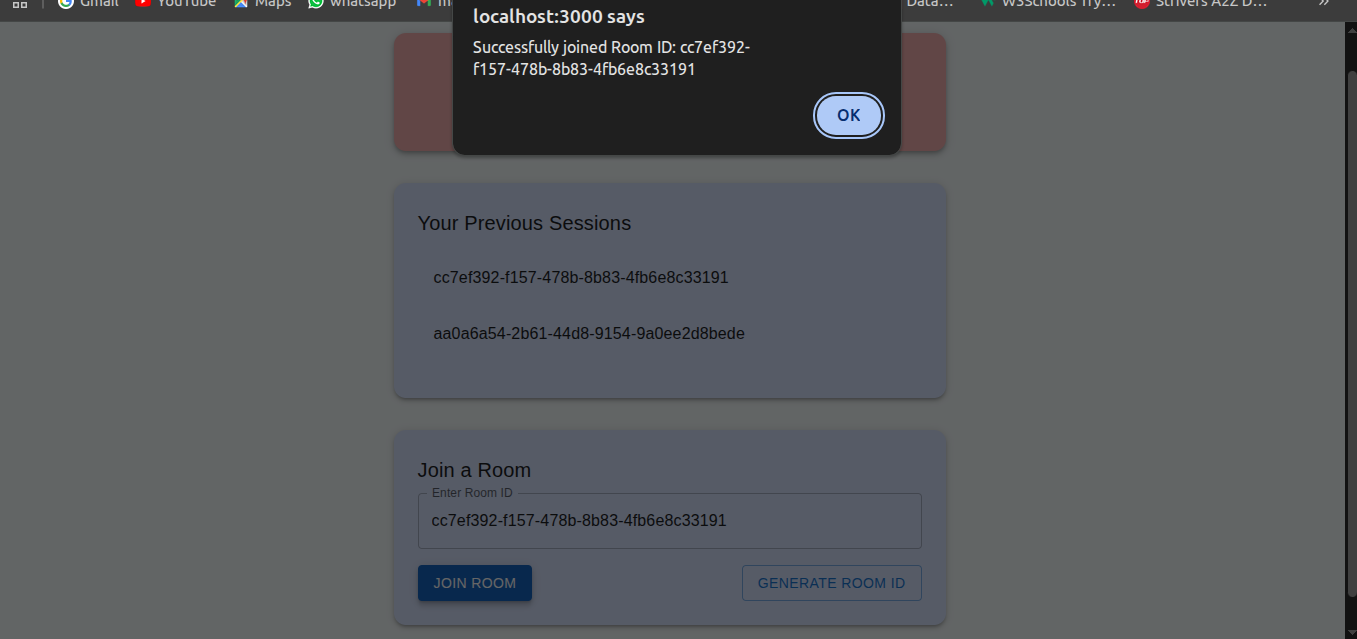 Gmail YouTube Maps whatsapp Data... W3Schools Try... Strivers A2Z D... »
localhost:3000 says
Successfully joined Room ID: cc7ef392-
f157-478b-8b83-4fb6e8c33191
OK
Your Previous Sessions
cc7ef392-f157-478b-8b83-4fb6e8c33191
aa0a6a54-2b61-44d8-9154-9a0ee2d8bede
Join a Room
Enter Room ID
cc7ef392-f157-478b-8b83-4fb6e8c33191
JOIN ROOM GENERATE ROOM ID